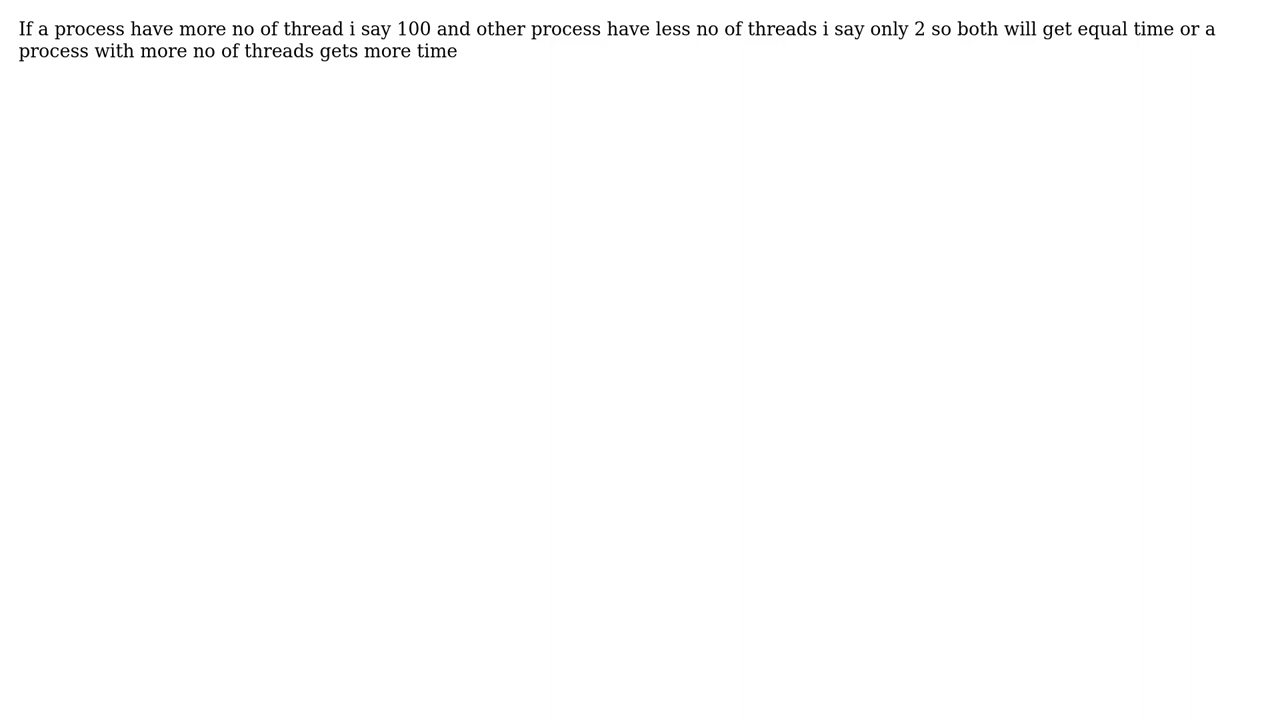 If a process have more no of thread i say 100 and other process have less no of threads i say only 2 so both will get equal time or a
process with more no of threads gets more time